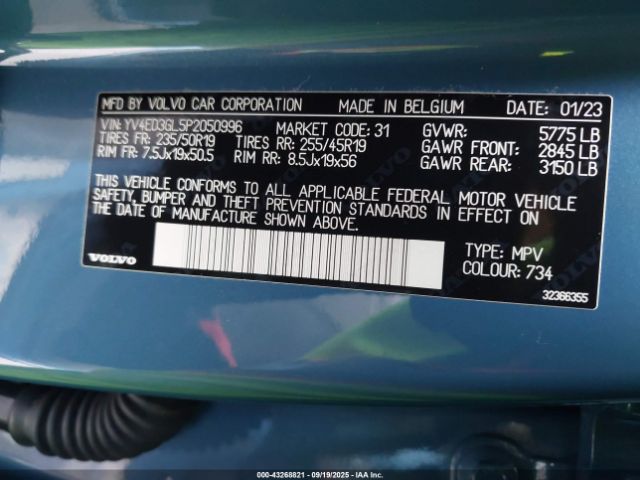 MFD BY VOLVO CAR CORPORATION MADE IN BELGIUM DATE: 01/23
VIN: YV4ED3GL5P2050996 MARKET CODE: 31 GVWR: 5775 LB
TIRES FR: 235/50R19 TIRES RR: 255/45R19 GAWR FRONT: 2845 LB
RIM FR: 7.5Jx19x50.5 RIM RR: 8.5Jx19x56 GAWR REAR: 3150 LB
THIS VEHICLE CONFORMS TO ALL APPLICABLE FEDERAL MOTOR VEHICLE
SAFETY, BUMPER AND THEFT PREVENTION STANDARDS IN EFFECT ON
THE DATE OF MANUFACTURE SHOWN ABOVE.
TYPE: MPV
COLOUR: 734
VOLVO 32366355
000-43268821 - 09/19/2025 - © Copyright IAA, Inc.